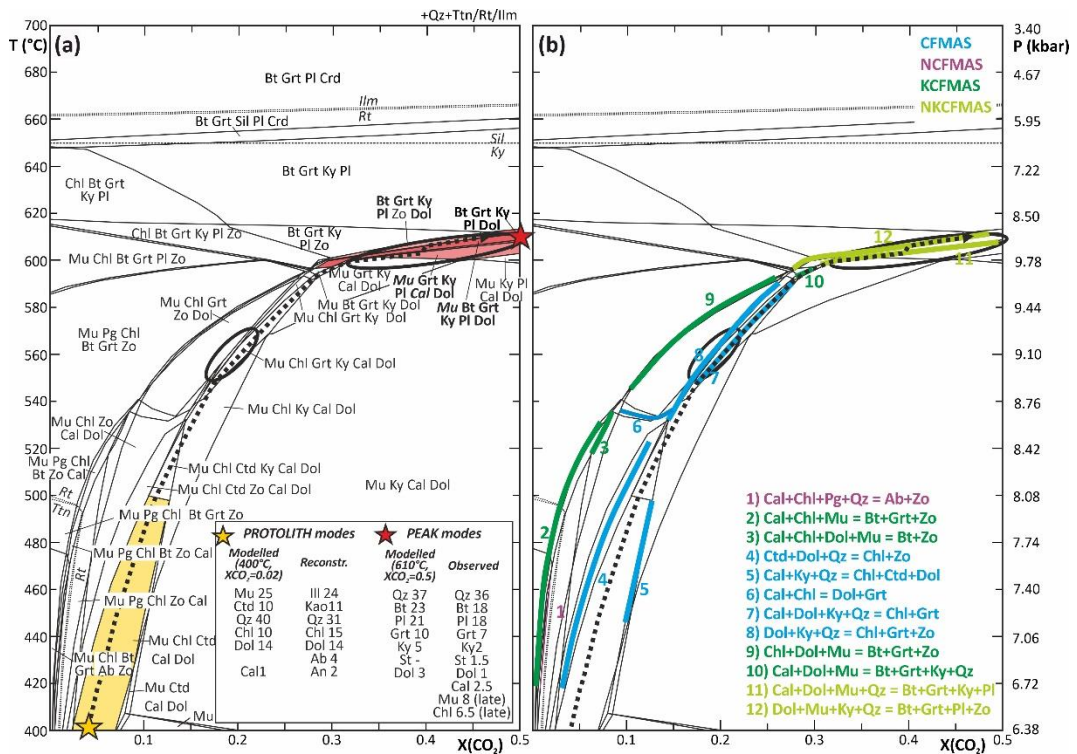 +Qz+Ttn/Rt/Ilm
700
T (°C)
(a)
680
660
640
620
600
580
560
540
520
500
480
460
440
420
400
0.1
0.2
0.3
0.4
0.5
X(CO₂)
Bt Grt Pl Crd
Ilm
Rt
Bt Grt Sil Pl Crd
Sil
Ky
Bt Grt Ky Pl
Chl Bt Grt
Ky Pl
Bt Grt Ky
Pl Zo Dol
Bt Grt Ky
Pl Dol
Chl Bt Grt Ky Pl Zo
Bt Grt Ky
Pl Zo
Mu Chl Bt Grt Pl Zo
Mu Grt Ky
Cal Dol
Mu Grt Ky
Pl Cal Dol
Mu Ky Pl
Cal Dol
Mu Bt Grt Ky Dol
Mu Bt Grt
Ky Pl Dol
Mu Chl Grt
Zo Dol
Mu Chl Grt Ky Dol
Mu Pg Chl
Bt Grt Zo
Mu Chl Grt Ky Cal Dol
Mu Chl Ky Cal Dol
Mu Chl Zo
Cal Dol
Mu Pg Chl
Bt Zo Cal
Mu Chl Ctd Ky Cal Dol
Mu Chl Ctd Zo Cal Dol
Mu Ky Cal Dol
Rt
Ttn
Mu Pg Chl Bt Grt Zo
Mu Pg Chl Bt Zo Cal
Rt
Mu Pg Chl Zo Cal
Mu Chl Bt
Grt Ab Zo
Mu Chl Ctd
Cal Dol
Mu Ctd
Cal Dol
Mu
PROTOLITH modes
PEAK modes
Modelled
(400°C,
XCO₂=0.02)
Reconstr.
Modelled
(610°C,
XCO₂=0.5)
Observed
Mu 25 Ill 24 Qz 37 Qz 36
Ctd 10 Kao11 Bt 23 Bt 18
Qz 40 Qz 31 Pl 21 Pl 18
Chl 10 Chl 15 Grt 10 Grt 7
Dol 14 Dol 14 Ky 5 Ky2
Ab 4 St - St 1.5
Cal1 An 2 Dol 3 Dol 1
Cal 2.5
Mu 8 (late)
Chl 6.5 (late)
(b)
CFMAS
NCFMAS
KCFMAS
NKCFMAS
3.40
P (kbar)
4.67
5.95
7.22
8.50
9.78
9.44
9.10
8.76
8.42
8.08
7.74
7.40
7.06
6.72
6.38
12
11
10
9
8
7
6
3
2
1
4
5
1) Cal+Chl+Pg+Qz = Ab+Zo
2) Cal+Chl+Mu = Bt+Grt+Zo
3) Cal+Chl+Dol+Mu = Bt+Zo
4) Ctd+Dol+Qz = Chl+Zo
5) Cal+Ky+Qz = Chl+Ctd+Dol
6) Cal+Chl = Dol+Grt
7) Cal+Dol+Ky+Qz = Chl+Grt
8) Dol+Ky+Qz = Chl+Grt+Zo
9) Chl+Dol+Mu = Bt+Grt+Zo
10) Cal+Dol+Mu = Bt+Grt+Ky+Qz
11) Cal+Dol+Mu+Qz = Bt+Grt+Ky+Pl
12) Dol+Mu+Ky+Qz = Bt+Grt+Pl+Zo
0.1
0.2
0.3
0.4
0.5
X(CO₂)